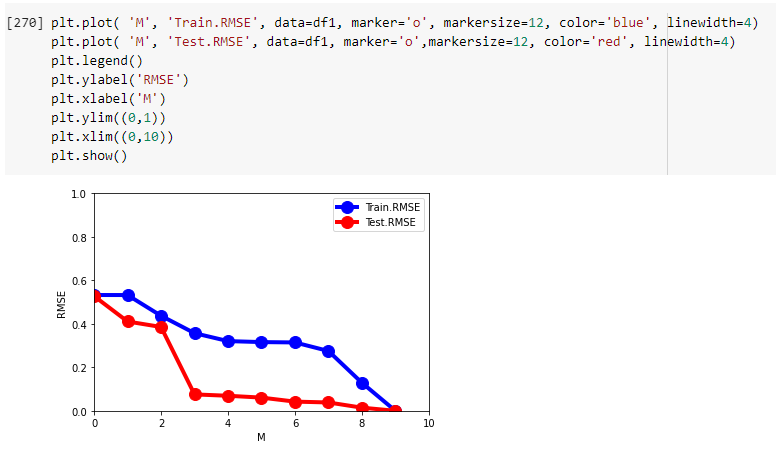 [270] plt.plot( 'M', 'Train.RMSE', data=df1, marker='o', markersize=12, color='blue', linewidth=4)
plt.plot( 'M', 'Test.RMSE', data=df1, marker='o',markersize=12, color='red', linewidth=4)
plt.legend()
plt.ylabel('RMSE')
plt.xlabel('M')
plt.ylim((0,1))
plt.xlim((0,10))
plt.show()
1.0
Train.RMSE
Test.RMSE
0.8
0.6
RMSE
0.4
0.2
0.0
0 2 4 6 8 10
M